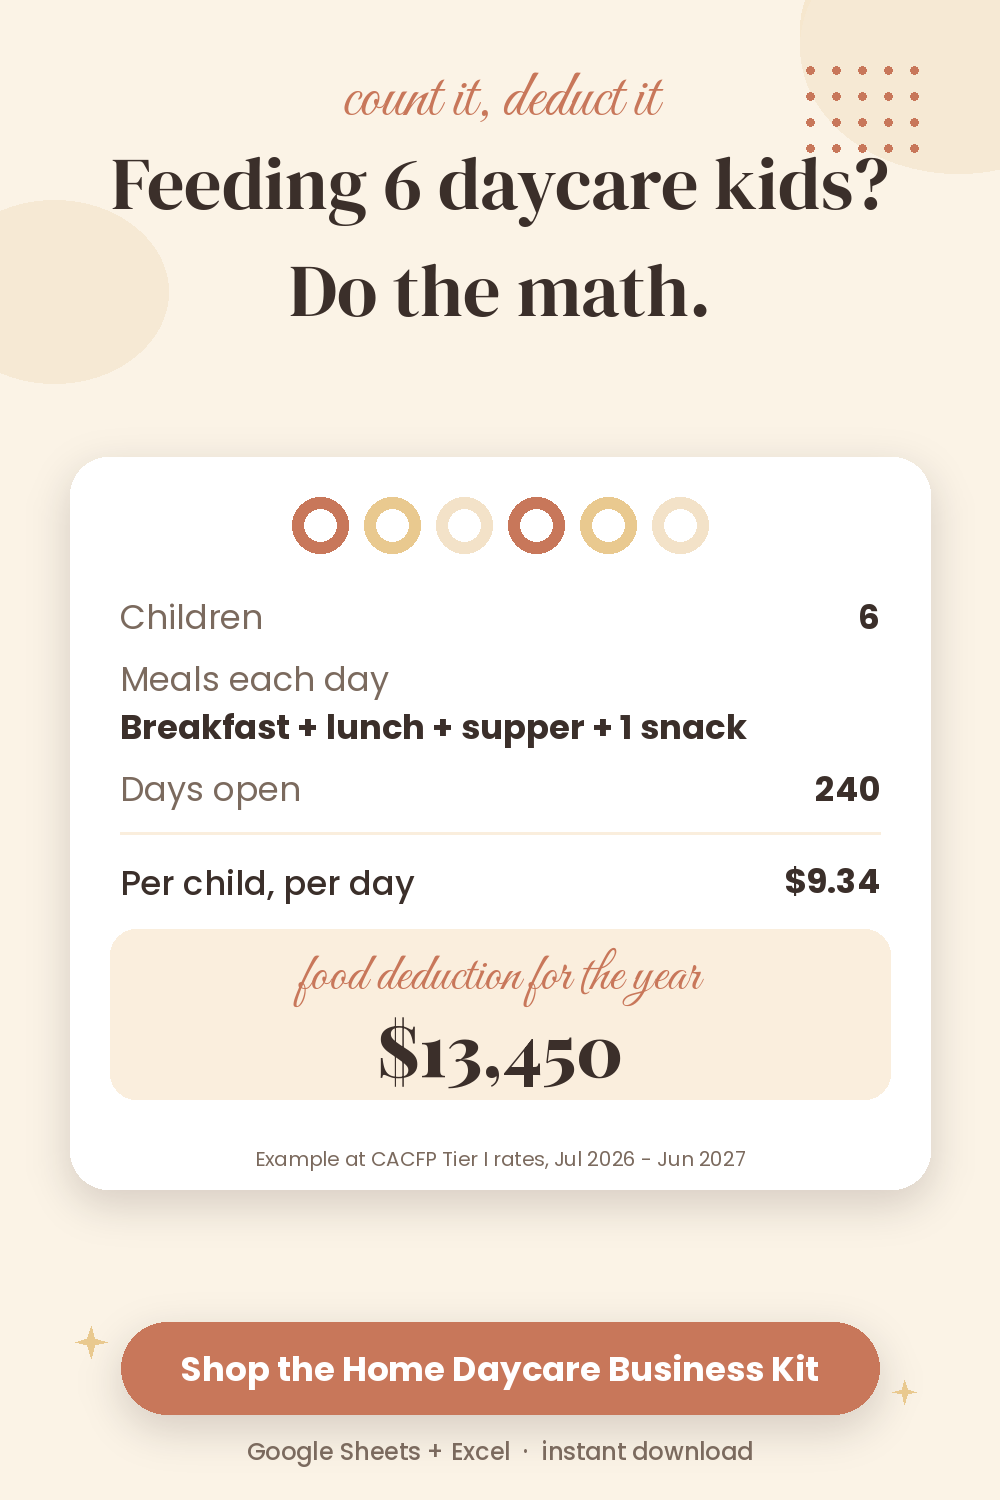 count it, deduct it
Feeding 6 daycare kids?
Do the math.
Children 6
Meals each day
Breakfast + lunch + supper + 1 snack
Days open 240
Per child, per day $9.34
food deduction for the year
$13,450
Example at CACFP Tier I rates, Jul 2026 - Jun 2027
Shop the Home Daycare Business Kit
Google Sheets + Excel · instant download